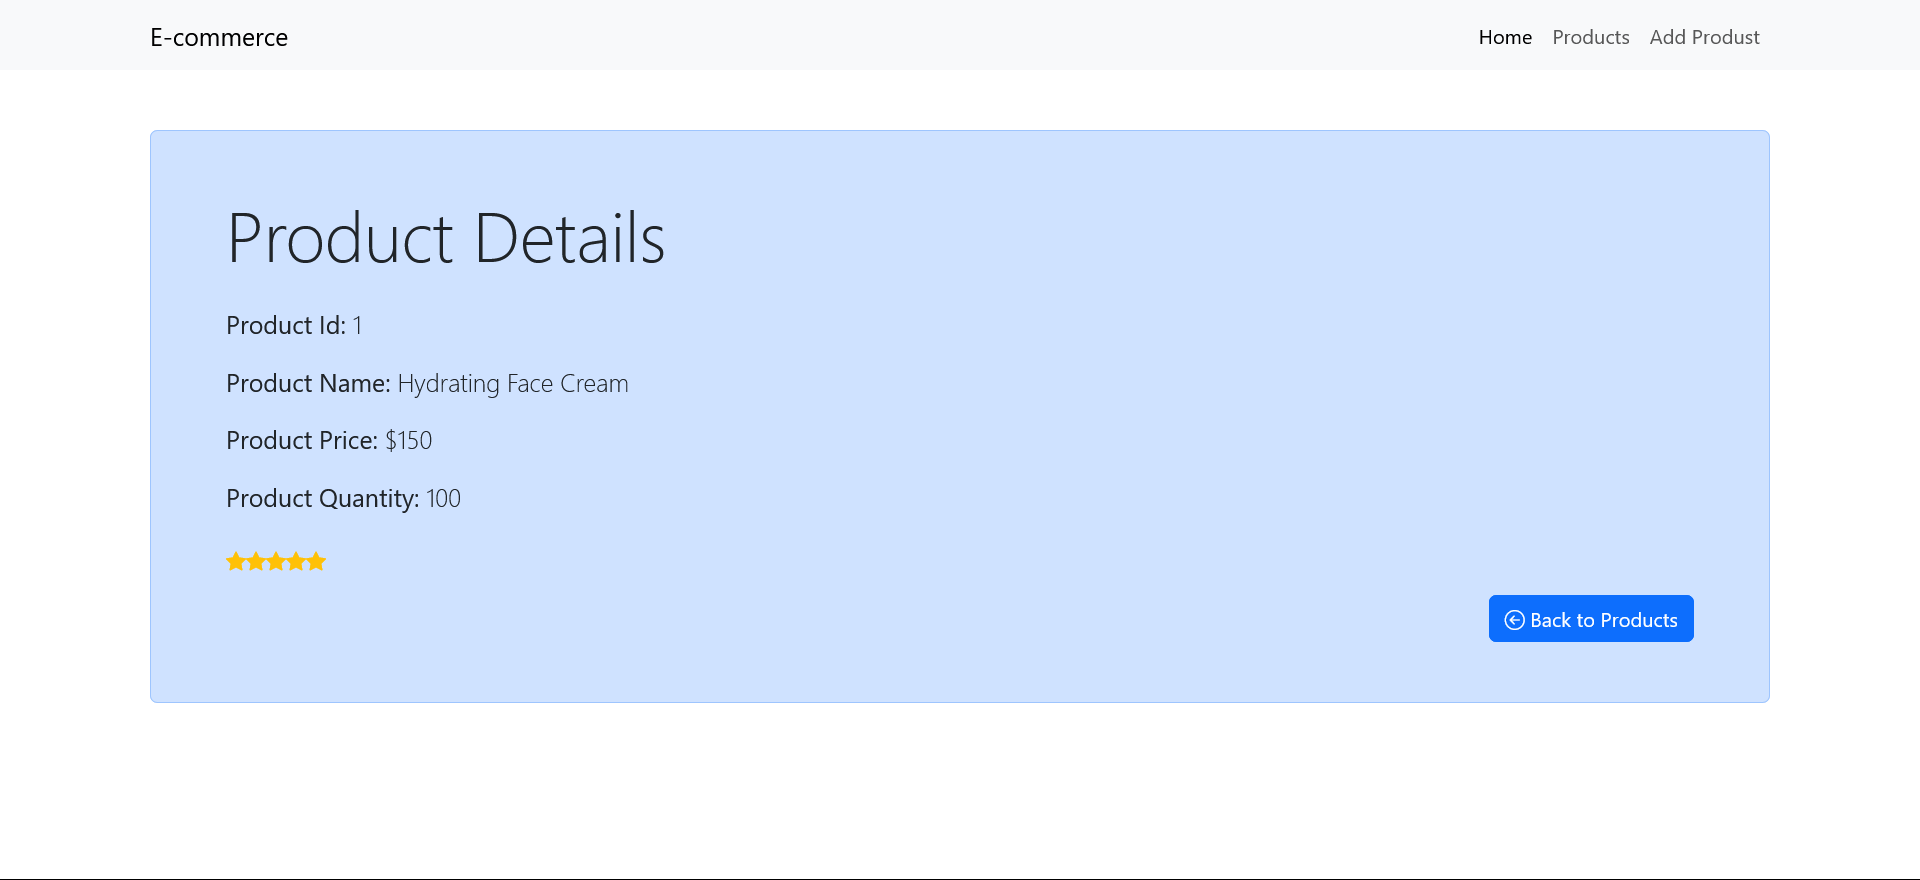 E-commerce
Home Products Add Produst
Product Details
Product Id: 1
Product Name: Hydrating Face Cream
Product Price: $150
Product Quantity: 100
Back to Products